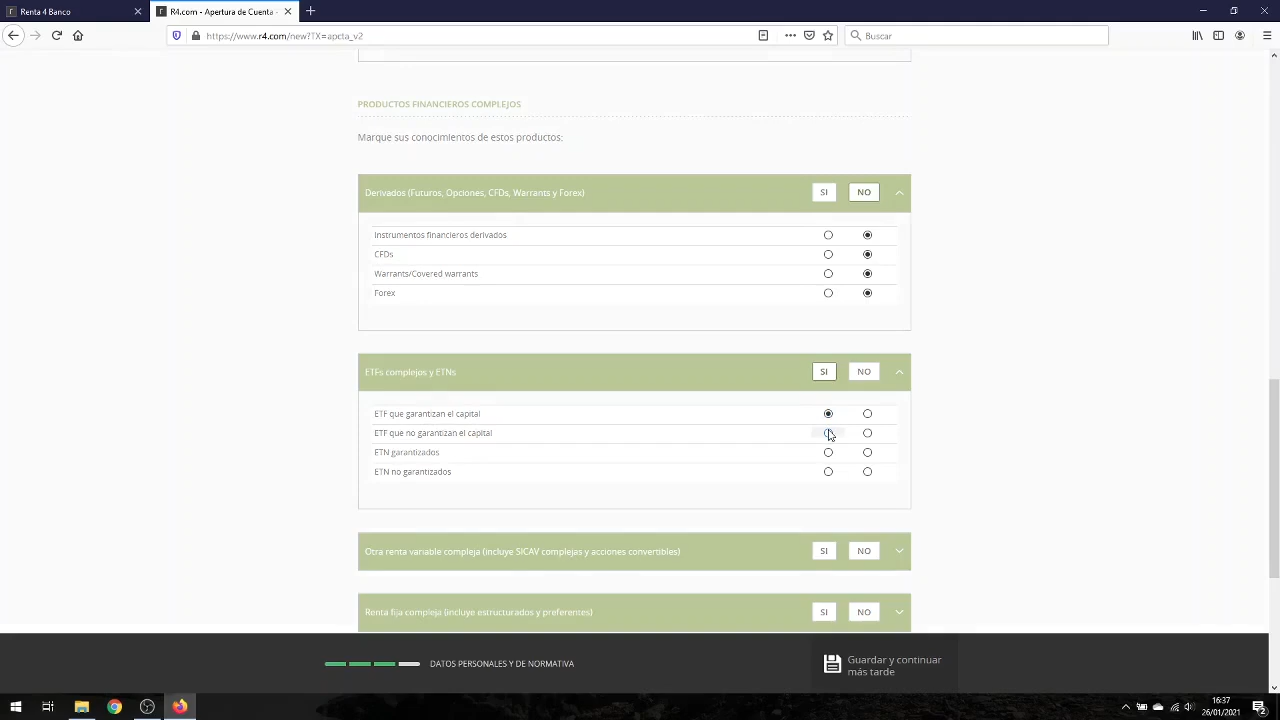 Renta 4 Banco
R4.com - Apertura de Cuenta -
https://www.r4.com/new?TX=apcta_v2
Buscar
PRODUCTOS FINANCIEROS COMPLEJOS
Marque sus conocimientos de estos productos:
Derivados (Futuros, Opciones, CFDs, Warrants y Forex) SI NO
Instrumentos financieros derivados
CFDs
Warrants/Covered warrants
Forex
ETFs complejos y ETNs SI NO
ETF que garantizan el capital
ETF que no garantizan el capital
ETN garantizados
ETN no garantizados
Otra renta variable compleja (incluye SICAV complejas y acciones convertibles) SI NO
Renta fija compleja (incluye estructurados y preferentes) SI NO
DATOS PERSONALES Y DE NORMATIVA
Guardar y continuar
más tarde
16:37
26/01/2021